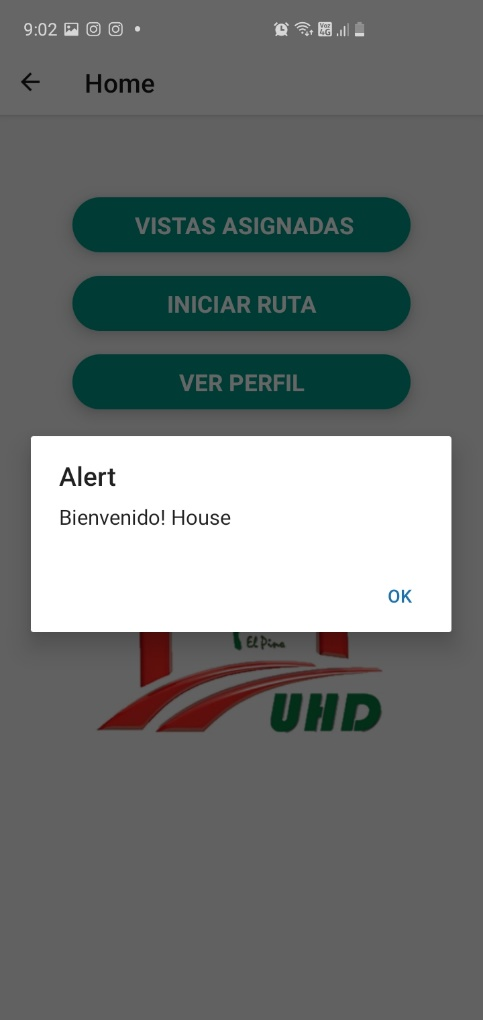 9:02
Home
VISTAS ASIGNADAS
INICIAR RUTA
VER PERFIL
Alert
Bienvenido! House
OK
El Pino
UHD